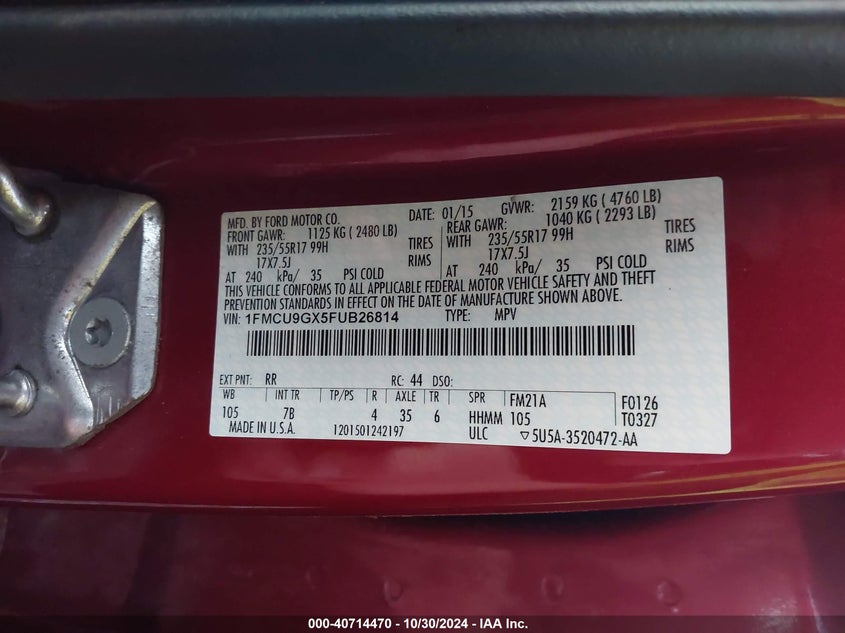 MFD. BY FORD MOTOR CO. DATE: 01/15 GVWR: 2159 KG ( 4760 LB)
FRONT GAWR: 1125 KG ( 2480 LB) REAR GAWR: 1040 KG ( 2293 LB)
WITH 235/55R17 99H TIRES WITH 235/55R17 99H TIRES
17X7.5J RIMS 17X7.5J RIMS
AT 240 kPa/ 35 PSI COLD AT 240 kPa/ 35 PSI COLD
THIS VEHICLE CONFORMS TO ALL APPLICABLE FEDERAL MOTOR VEHICLE SAFETY AND THEFT
PREVENTION STANDARDS IN EFFECT ON THE DATE OF MANUFACTURE SHOWN ABOVE.
VIN: 1FMCU9GX5FUB26814 TYPE: MPV
EXT PNT: RR RC: 44 DSO:
WB INT TR TP/PS R AXLE TR SPR FM21A F0126
105 7B 4 35 6 HHMM 105 T0327
MADE IN U.S.A. 1201501242197 ULC ▽5U5A-3520472-AA
000-40714470 • 10/30/2024 - IAA Inc.